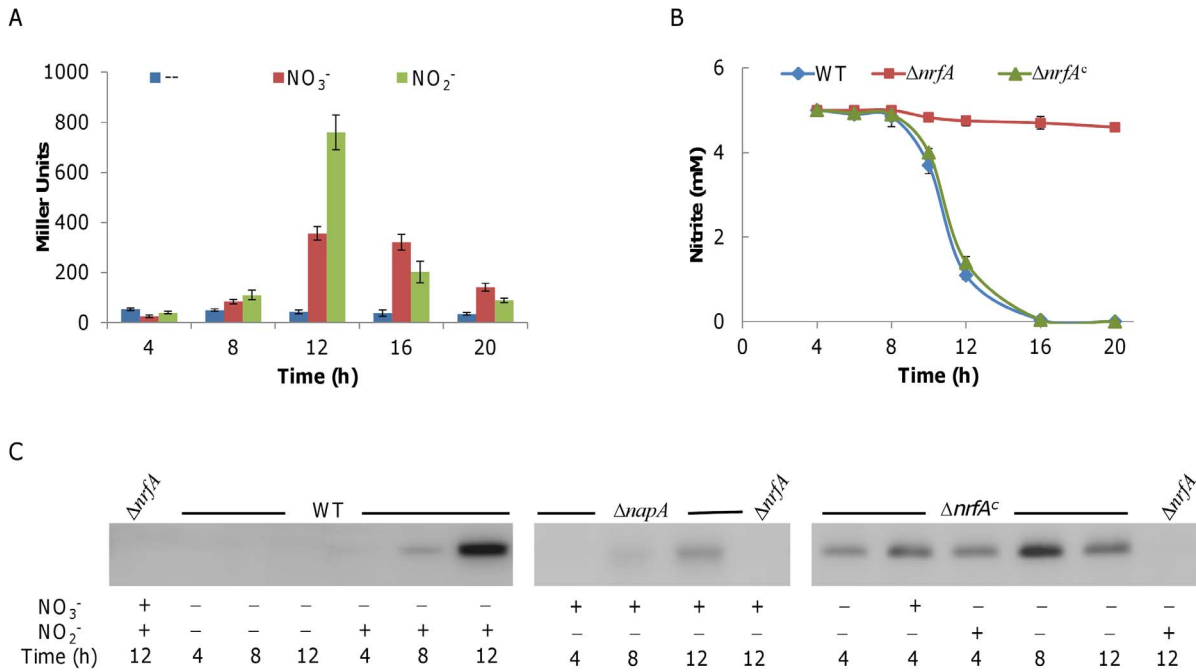 A
-- NO₃⁻ NO₂⁻
1000
800
600
400
200
0
Miller Units
4 8 12 16 20
Time (h)
B
WT ΔnrfA ΔnrfAᶜ
6
4
2
0
Nitrite (mM)
0 4 8 12 16 20
Time (h)
C
ΔnrfA WT ΔnapA ΔnrfA ΔnrfAᶜ ΔnrfA
NO₃⁻ + – – – – – – + + + + – + – – – –
NO₂⁻ + – – – + + + – – – – – – + – – +
Time (h) 12 4 8 12 4 8 12 4 8 12 12 4 4 4 8 12 12